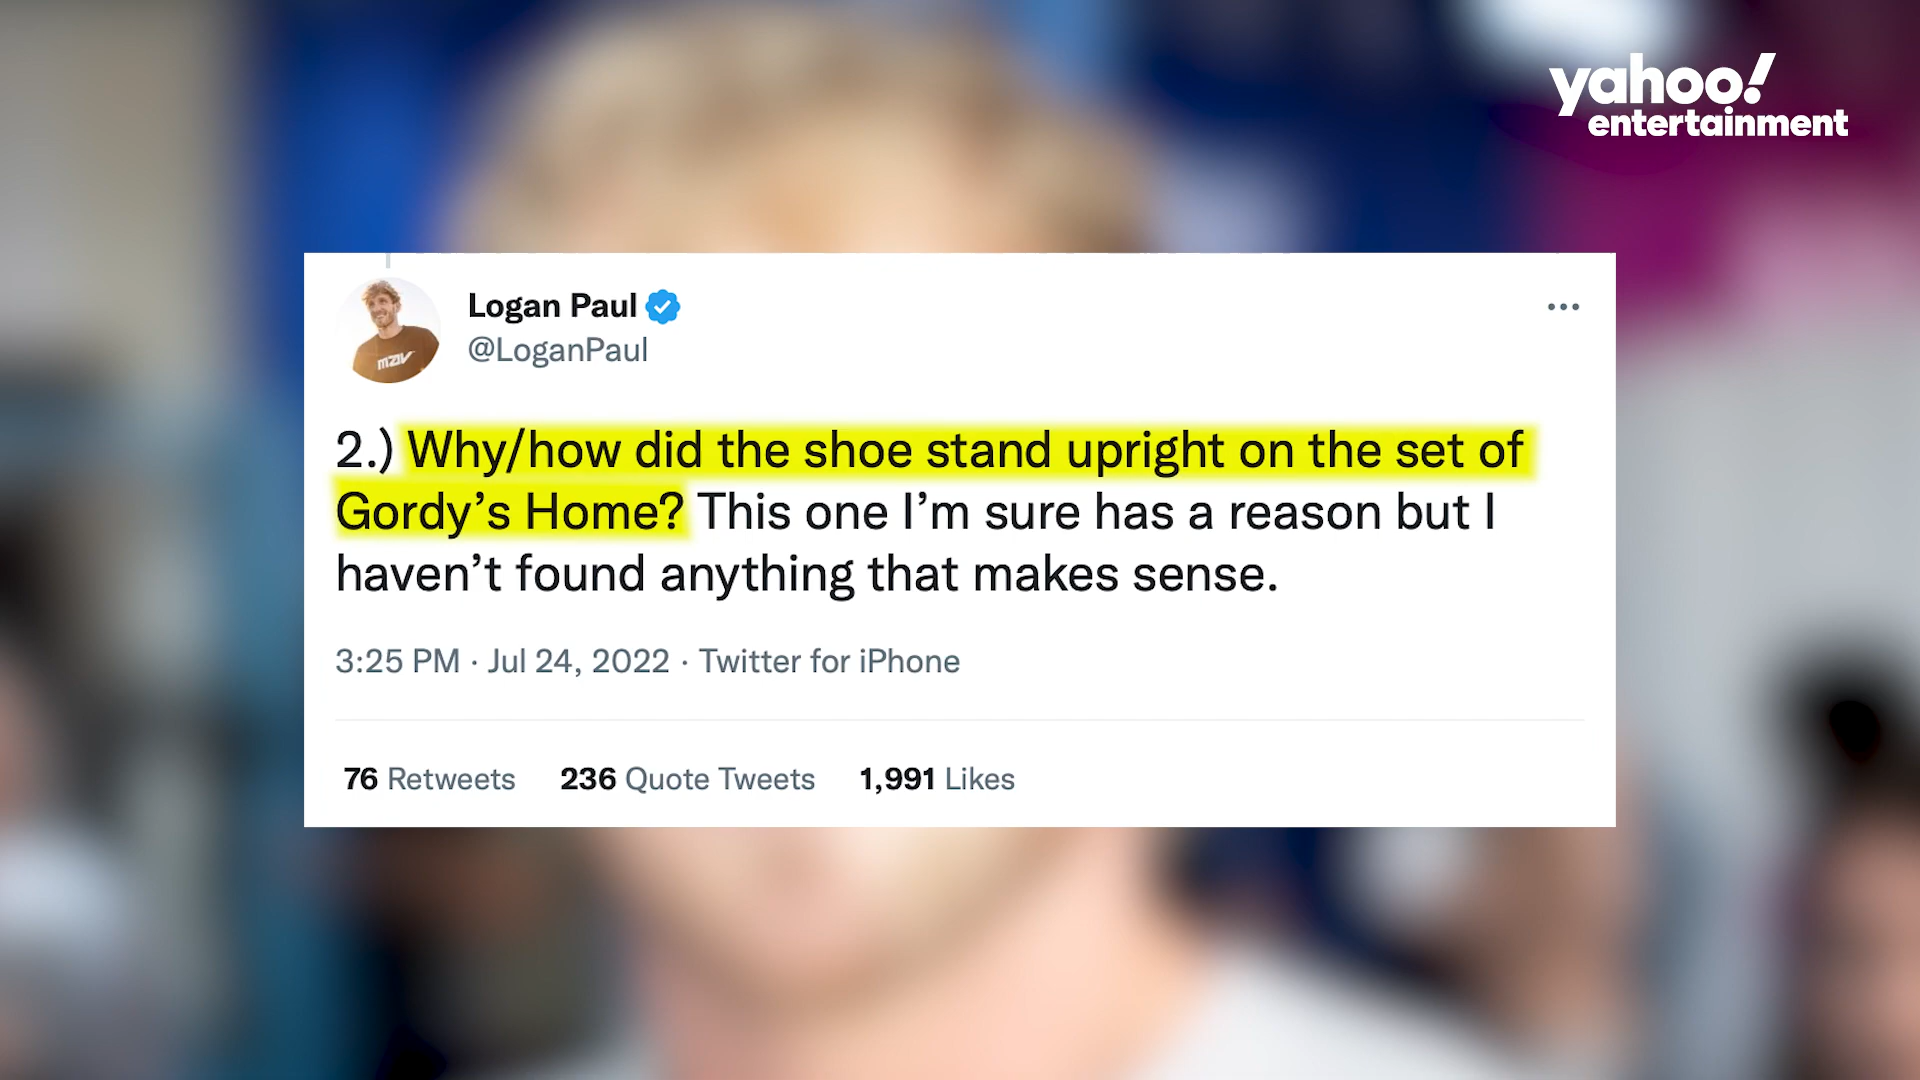 yahoo!
entertainment
Logan Paul
@LoganPaul
2.) Why/how did the shoe stand upright on the set of
Gordy’s Home? This one I’m sure has a reason but I
haven’t found anything that makes sense.
3:25 PM · Jul 24, 2022 · Twitter for iPhone
76 Retweets 236 Quote Tweets 1,991 Likes